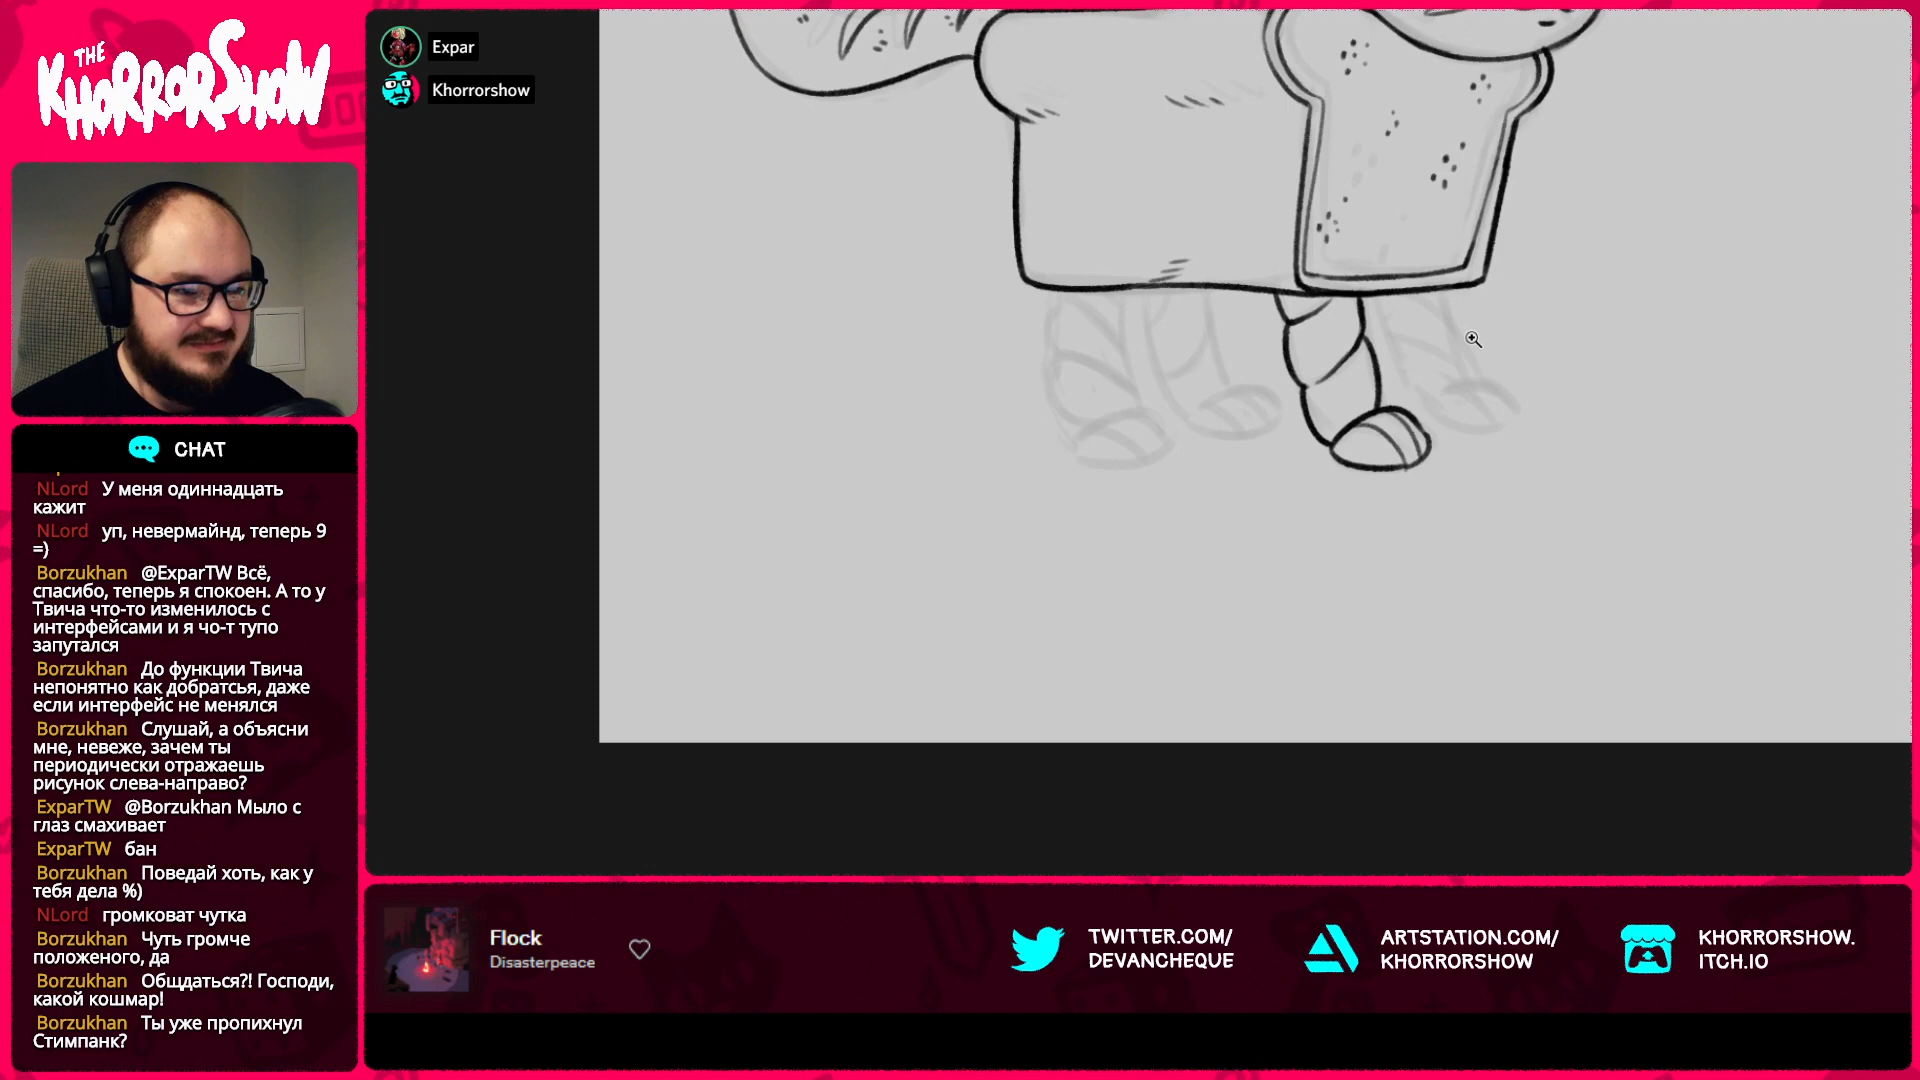 THE
KHORRORSHOW
Expar
Khorrorshow
CHAT
NLord У меня одиннадцать
кажит
NLord уп, невермайнд, теперь 9
=)
Borzukhan @ExparTW Всё,
спасибо, теперь я спокоен. А то у
Твича что-то изменилось с
интерфейсами и я чо-т тупо
запутался
Borzukhan До функции Твича
непонятно как добратсья, даже
если интерфейс не менялся
Borzukhan Слушай, а объясни
мне, невеже, зачем ты
периодически отражаешь
рисунок слева-направо?
ExparTW @Borzukhan Мыло с
глаз смахивает
ExparTW бан
Borzukhan Поведай хоть, как у
тебя дела %)
NLord громковат чутка
Borzukhan Чуть громче
положеного, да
Borzukhan Общдаться?! Господи,
какой кошмар!
Borzukhan Ты уже пропихнул
Стимпанк?
Flock
Disasterpeace
TWITTER.COM/
DEVANCHEQUE
ARTSTATION.COM/
KHORRORSHOW
KHORRORSHOW.
ITCH.IO